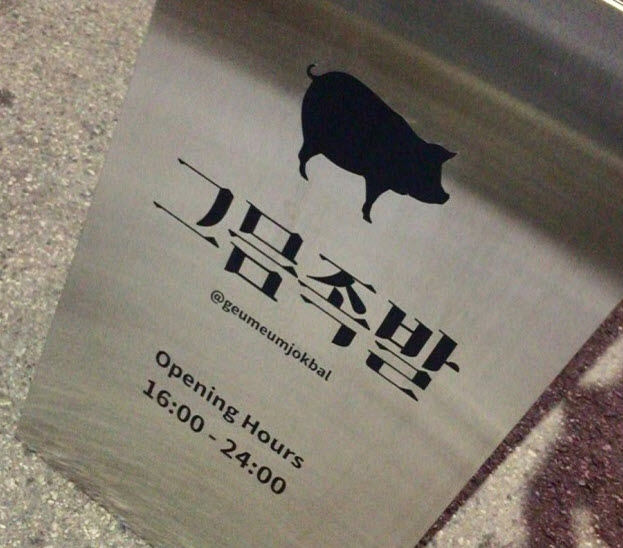 그믐족발
@geumeumjokbal
Opening Hours
16:00 - 24:00